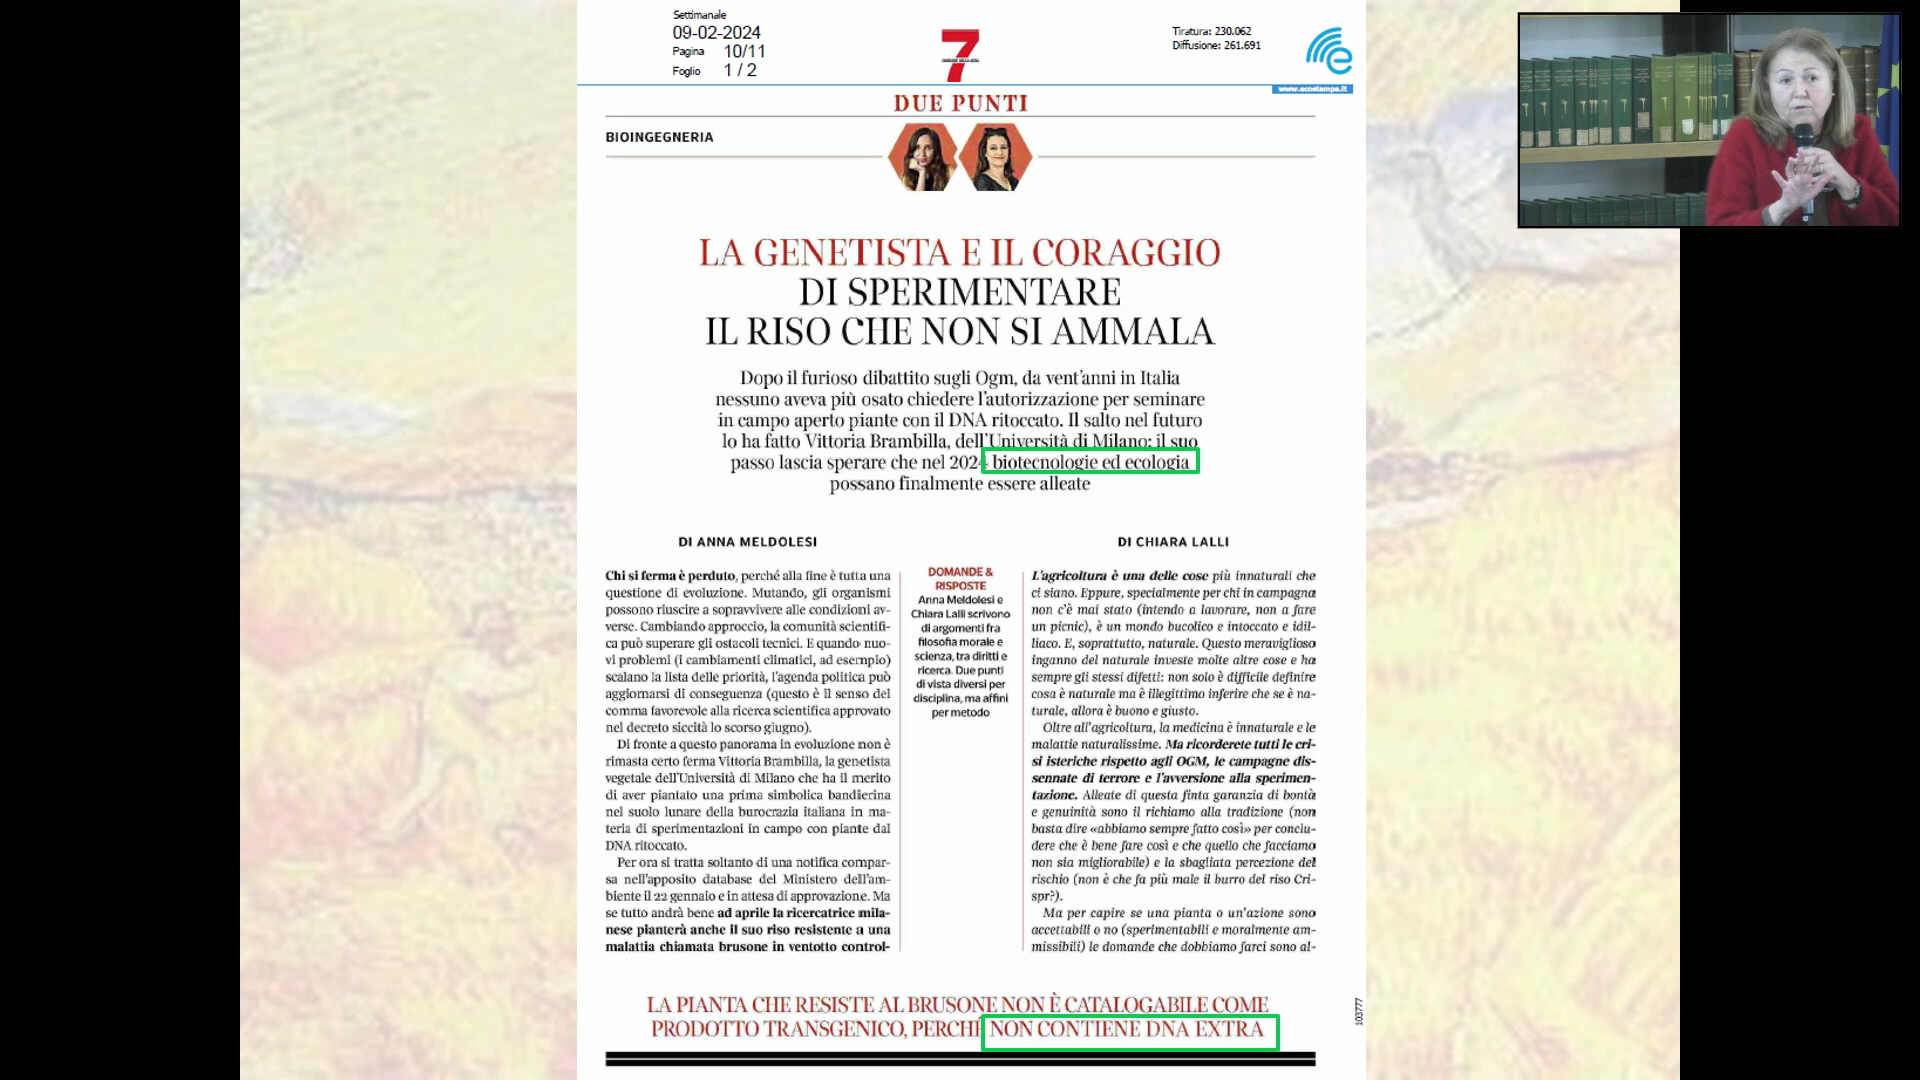 Settimanale
09-02-2024
Pagina 10/11
Foglio 1 / 2
7
Tiratura: 230.062
Diffusione: 261.691
www.ecostampa.it
DUE PUNTI
BIOINGEGNERIA
LA GENETISTA E IL CORAGGIO
DI SPERIMENTARE
IL RISO CHE NON SI AMMALA
Dopo il furioso dibattito sugli Ogm, da vent'anni in Italia
nessuno aveva più osato chiedere l'autorizzazione per seminare
in campo aperto piante con il DNA ritoccato. Il salto nel futuro
lo ha fatto Vittoria Brambilla, dell'Università di Milano: il suo
passo lascia sperare che nel 2024 biotecnologie ed ecologia
possano finalmente essere alleate
DI ANNA MELDOLESI
Chi si ferma è perduto, perché alla fine è tutta una
questione di evoluzione. Mutando, gli organismi
possono riuscire a sopravvivere alle condizioni av-
verse. Cambiando approccio, la comunità scientifi-
ca può superare gli ostacoli tecnici. E quando nuo-
vi problemi (i cambiamenti climatici, ad esempio)
scalano la lista delle priorità, l'agenda politica può
aggiornarsi di conseguenza (questo è il senso del
comma favorevole alla ricerca scientifica approvato
nel decreto siccità lo scorso giugno).
Di fronte a questo panorama in evoluzione non è
rimasta certo ferma Vittoria Brambilla, la genetista
vegetale dell'Università di Milano che ha il merito
di aver piantato una prima simbolica bandierina
nel suolo lunare della burocrazia italiana in ma-
teria di sperimentazioni in campo con piante dal
DNA ritoccato.
Per ora si tratta soltanto di una notifica compar-
sa nell'apposito database del Ministero dell'am-
biente il 22 gennaio e in attesa di approvazione. Ma
se tutto andrà bene ad aprile la ricercatrice mila-
nese pianterà anche il suo riso resistente a una
malattia chiamata brusone in ventotto control-
DOMANDE &
RISPOSTE
Anna Meldolesi e
Chiara Lalli scrivono
di argomenti fra
filosofia morale e
scienza, tra diritti e
ricerca. Due punti
di vista diversi per
disciplina, ma affini
per metodo
DI CHIARA LALLI
L'agricoltura è una delle cose più innaturali che
ci siano. Eppure, specialmente per chi in campagna
non c'è mai stato (intendo a lavorare, non a fare
un picnic), è un mondo bucolico e intoccato e idil-
liaco. E, soprattutto, naturale. Questo meraviglioso
inganno del naturale investe molte altre cose e ha
sempre gli stessi difetti: non solo è difficile definire
cosa è naturale ma è illegittimo inferire che se è na-
turale, allora è buono e giusto.
Oltre all'agricoltura, la medicina è innaturale e le
malattie naturalissime. Ma ricorderete tutti le cri-
si isteriche rispetto agli OGM, le campagne dis-
sennate di terrore e l'avversione alla sperimen-
tazione. Alleate di questa finta garanzia di bontà
e genuinità sono il richiamo alla tradizione (non
basta dire «abbiamo sempre fatto così» per conclu-
dere che è bene fare così e che quello che facciamo
non sia migliorabile) e la sbagliata percezione del
rischio (non è che fa più male il burro del riso Cri-
spr?).
Ma per capire se una pianta o un'azione sono
accettabili o no (sperimentabili e moralmente am-
missibili) le domande che dobbiamo farci sono al-
LA PIANTA CHE RESISTE AL BRUSONE NON È CATALOGABILE COME
PRODOTTO TRANSGENICO, PERCHÉ NON CONTIENE DNA EXTRA
103777